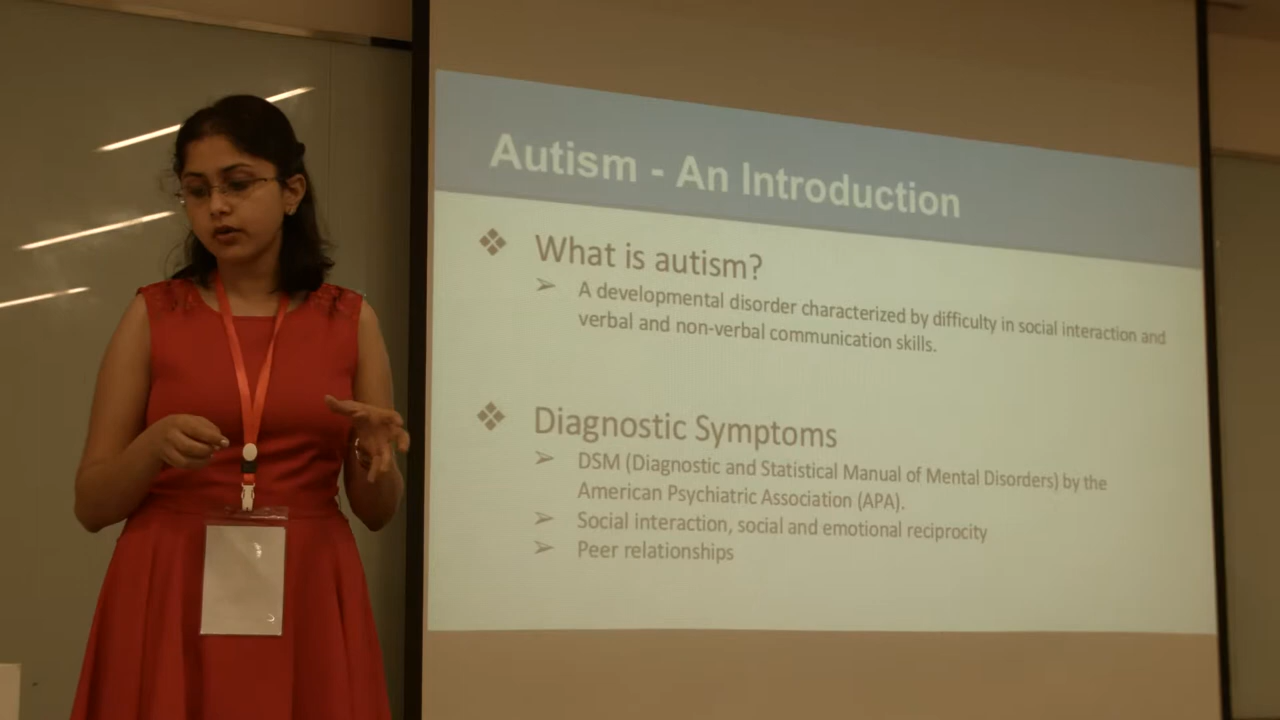 Autism - An Introduction
What is autism?
A developmental disorder characterized by difficulty in social interaction and
verbal and non-verbal communication skills.
Diagnostic Symptoms
DSM (Diagnostic and Statistical Manual of Mental Disorders) by the
American Psychiatric Association (APA).
Social interaction, social and emotional reciprocity
Peer relationships